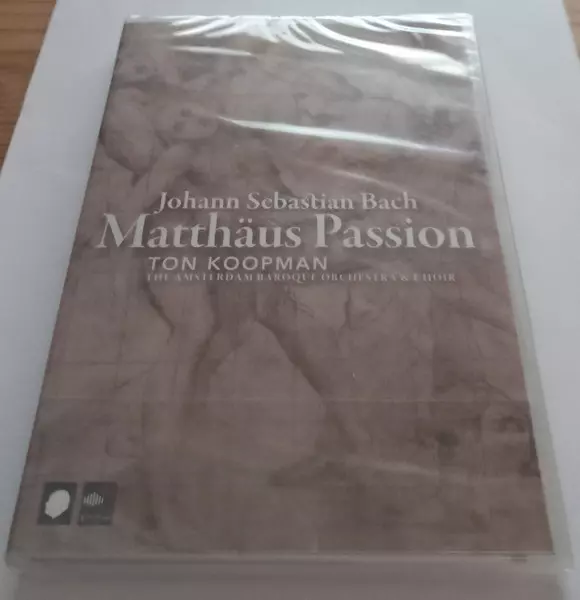 Johann Sebastian Bach
Matthäus Passion
TON KOOPMAN
THE AMSTERDAM BAROQUE ORCHESTRA & CHOIR